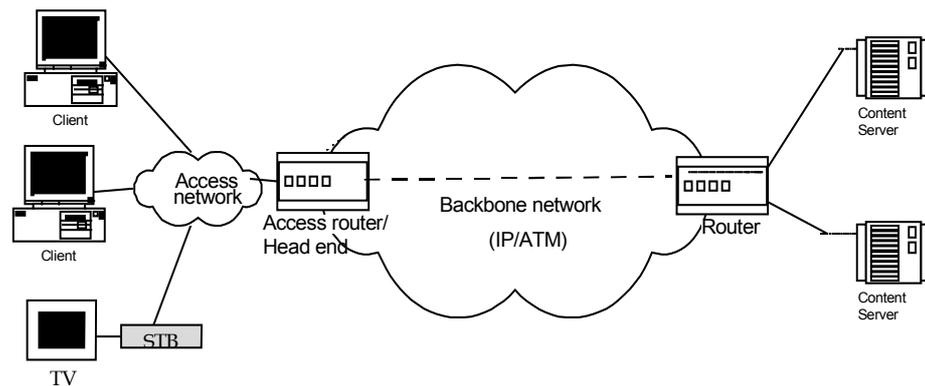 Client
Client
TV
STB
Access
network
Access router/
Head end
Backbone network
(IP/ATM)
Router
Content
Server
Content
Server